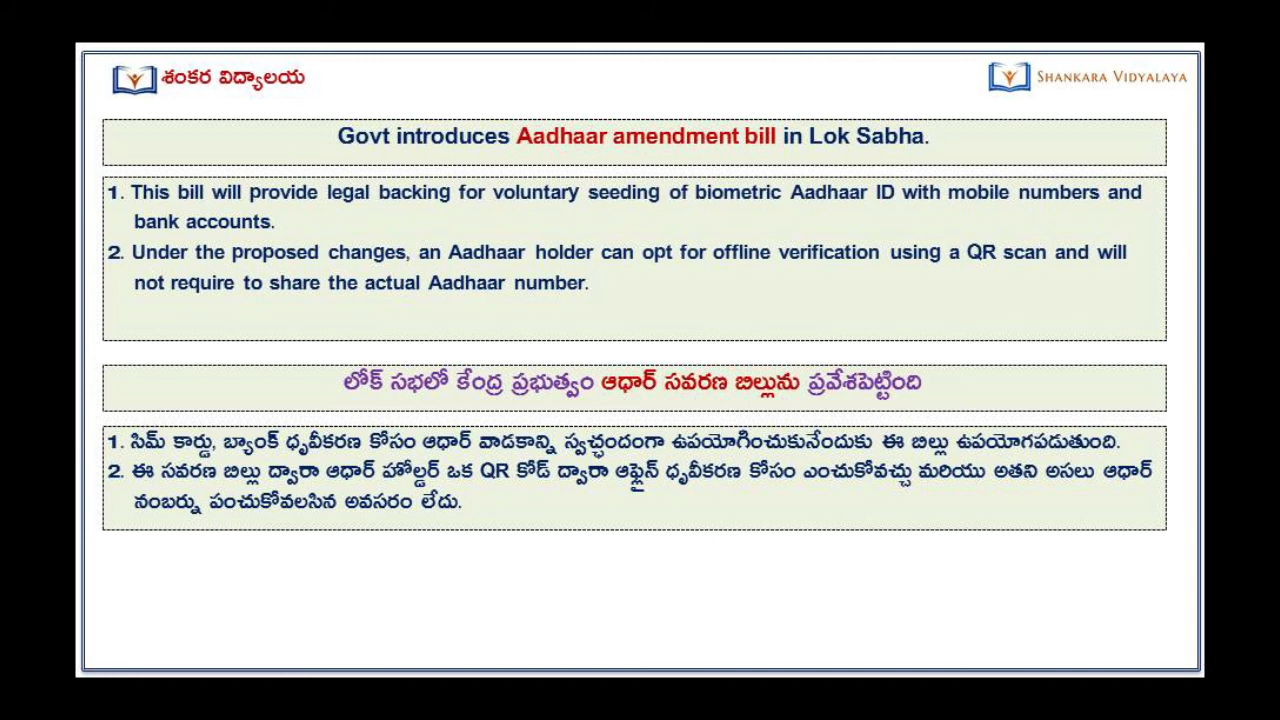 శంకర విద్యాలయ
SHANKARA VIDYALAYA
Govt introduces Aadhaar amendment bill in Lok Sabha.
1. This bill will provide legal backing for voluntary seeding of biometric Aadhaar ID with mobile numbers and
bank accounts.
2. Under the proposed changes, an Aadhaar holder can opt for offline verification using a QR scan and will
not require to share the actual Aadhaar number.
లోక్ సభలో కేంద్ర ప్రభుత్వం ఆధార్ సవరణ బిల్లును ప్రవేశపెట్టింది
1. సిమ్ కార్డు, బ్యాంక్ ధృవీకరణ కోసం ఆధార్ వాడకాన్ని స్వచ్ఛందంగా ఉపయోగించుకునేందుకు ఈ బిల్లు ఉపయోగపడుతుంది.
2. ఈ సవరణ బిల్లు ద్వారా ఆధార్ హోల్డర్ ఒక QR కోడ్ ద్వారా ఆఫ్లైన్ ధృవీకరణ కోసం ఎంచుకోవచ్చు మరియు అతని అసలు ఆధార్
నంబర్ను పంచుకోవలసిన అవసరం లేదు.